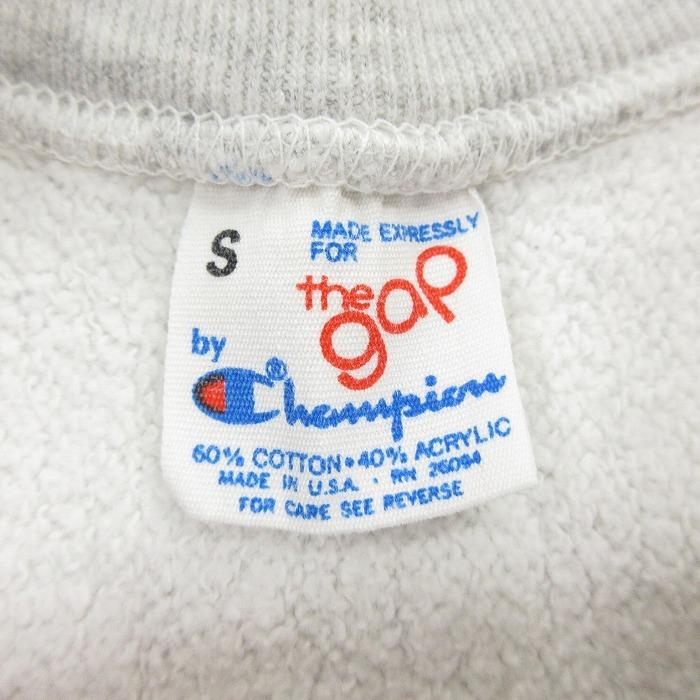 S
MADE EXPRESSLY
FOR
the gap
by
Champion®
60% COTTON • 40% ACRYLIC
MADE IN U.S.A. • RN 26094
FOR CARE SEE REVERSE